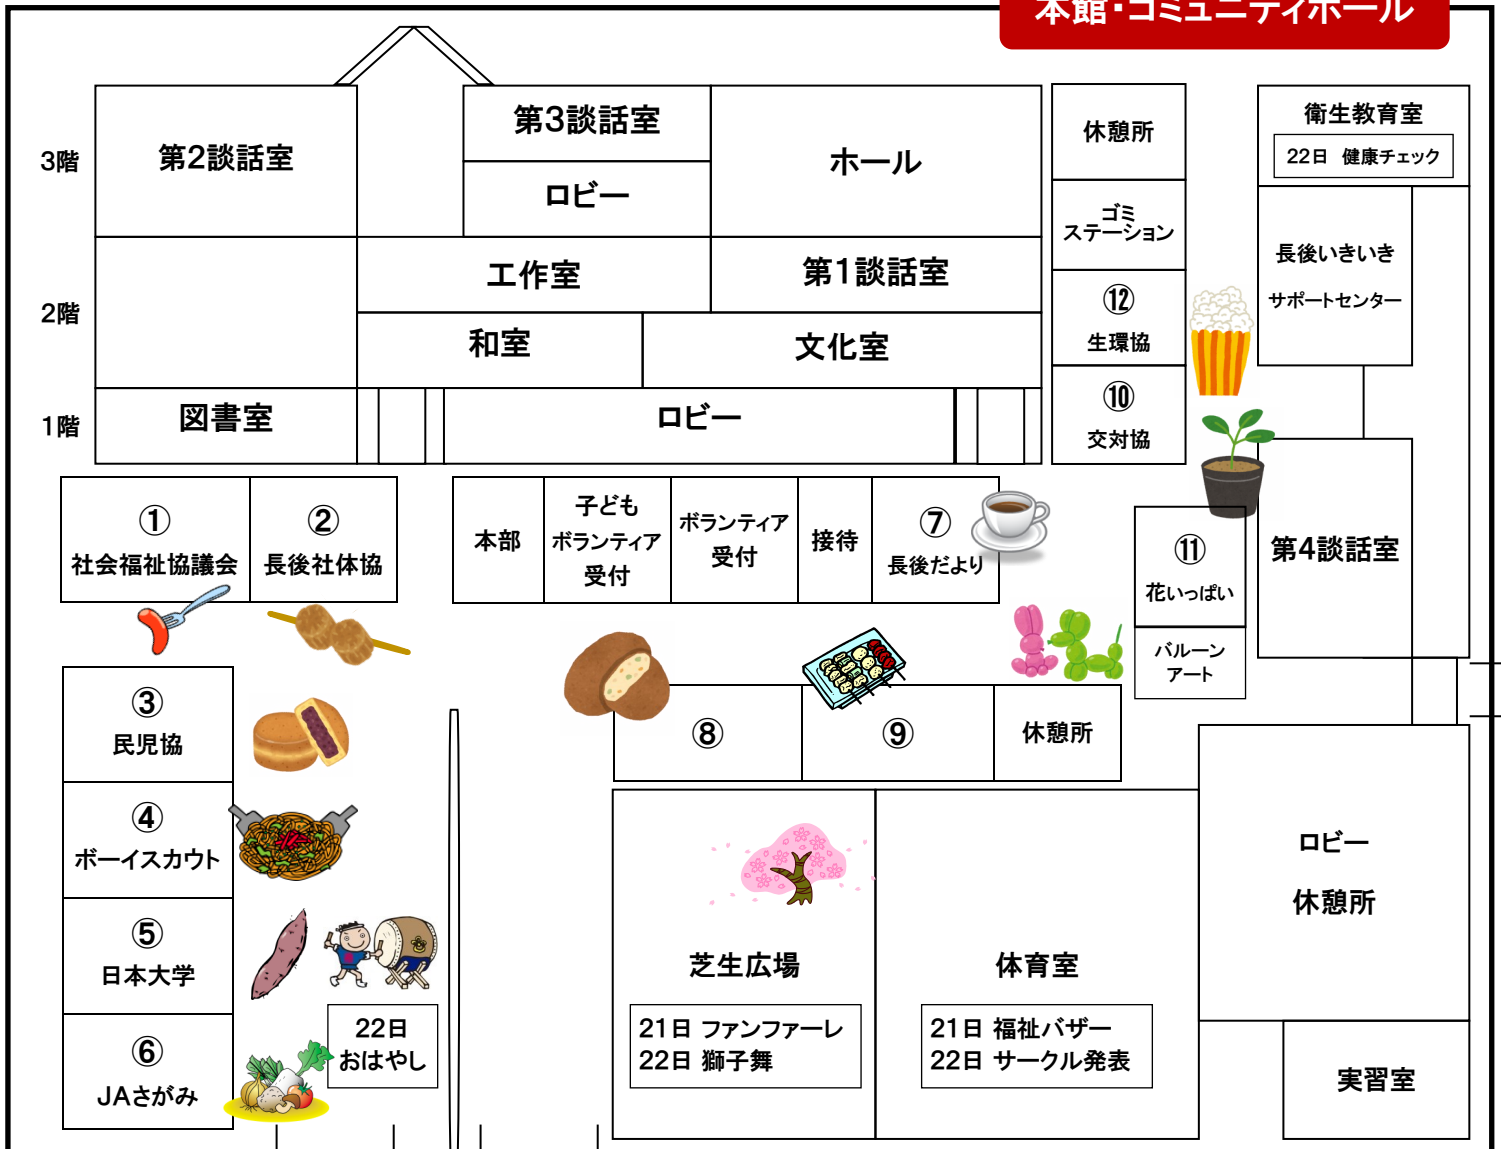 本館・コミュニティホール
3階
第2談話室
第3談話室
ロビー
ホール
休憩所
ゴミ
ステーション
衛生教育室
22日 健康チェック
長後いきいき
サポートセンター
2階
工作室
第1談話室
和室
文化室
⑫
生環協
1階
図書室
ロビー
⑩
交対協
①
社会福祉協議会
②
長後社体協
本部
子ども
ボランティア
受付
ボランティア
受付
接待
⑦
長後だより
⑪
花いっぱい
バルーン
アート
第4談話室
③
民児協
④
ボーイスカウト
⑤
日本大学
⑥
JAさがみ
22日
おはやし
⑧
⑨
休憩所
芝生広場
21日 ファンファーレ
22日 獅子舞
体育室
21日 福祉バザー
22日 サークル発表
ロビー
休憩所
実習室